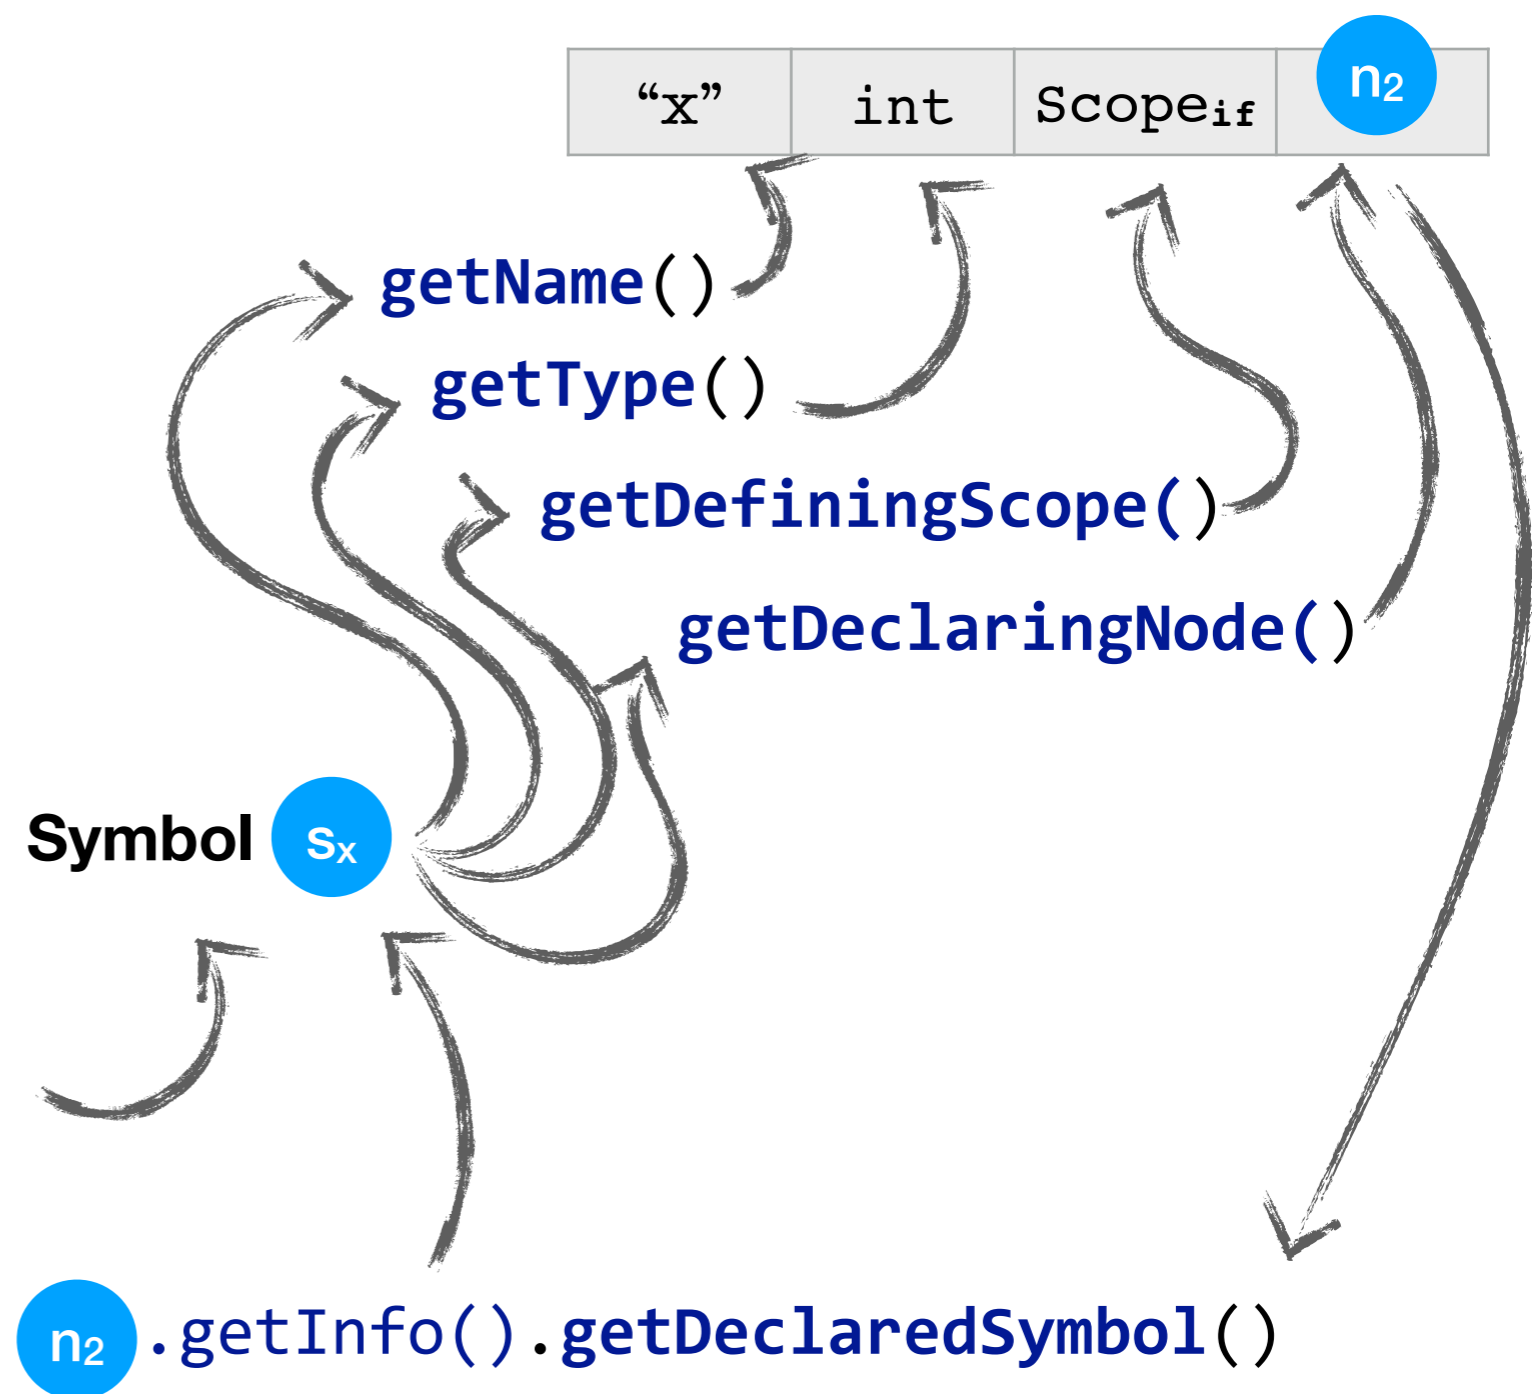 “x” int Scopeif n2
getName()
getType()
getDefiningScope()
getDeclaringNode()
Symbol sx
n2.getInfo().getDeclaredSymbol()